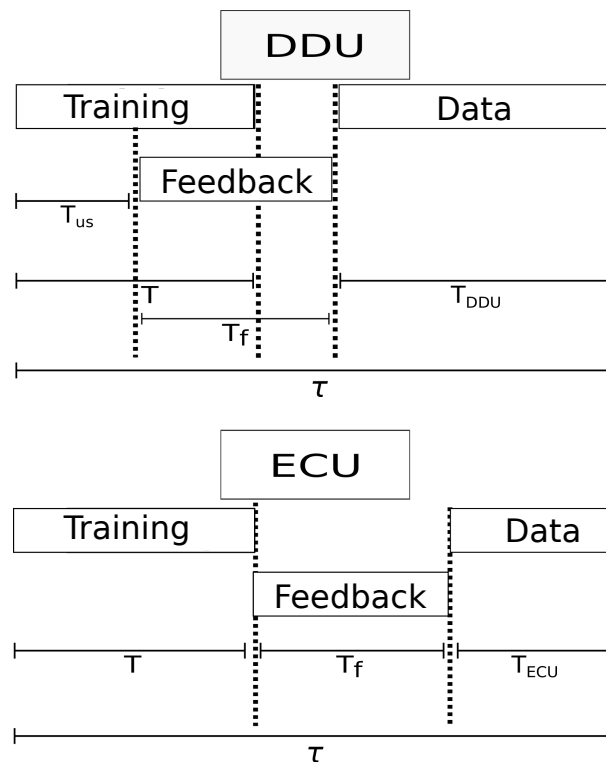 DDU
Training Data
Feedback
T_us
T T_DDU
T_f
τ
ECU
Training Data
Feedback
T T_f T_ECU
τ